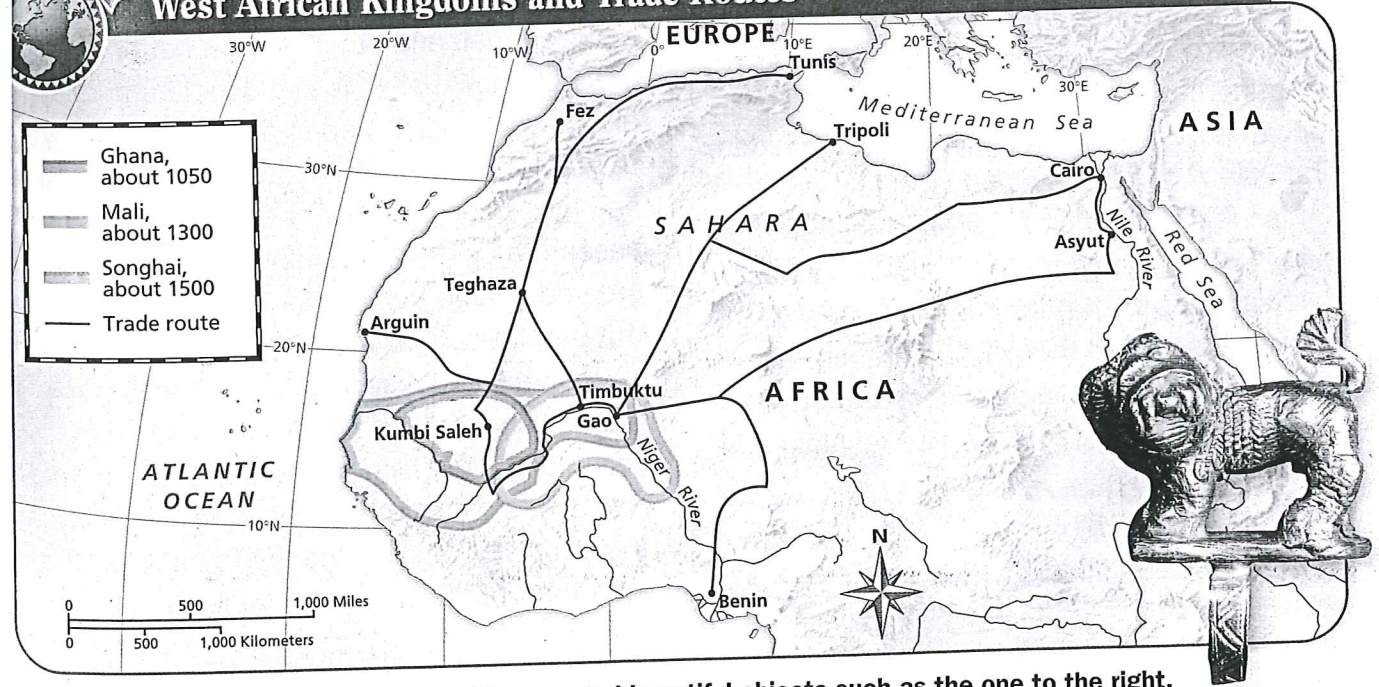 West African Kingdoms and Trade Routes
30°W
20°W
10°W
0°
EUROPE
10°E
20°E
Tunis
30°E
Fez
Mediterranean Sea
ASIA
Tripoli
Ghana,
about 1050
Mali,
about 1300
Songhai,
about 1500
Trade route
30°N
Cairo
SAHARA
Nile River
Asyut
Red Sea
Teghaza
Arguin
20°N
Timbuktu
AFRICA
Gao
Kumbi Saleh
Niger River
ATLANTIC
OCEAN
10°N
N
Benin
0 500 1,000 Miles
0 500 1,000 Kilometers
beautiful objects such as the one to the right.